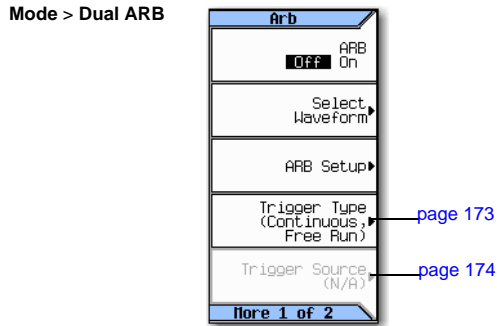 Mode > Dual ARB
Arb
ARB
Off On
Select
Waveform
ARB Setup
Trigger Type
(Continuous,
Free Run)
page 173
Trigger Source
(N/A)
page 174
More 1 of 2